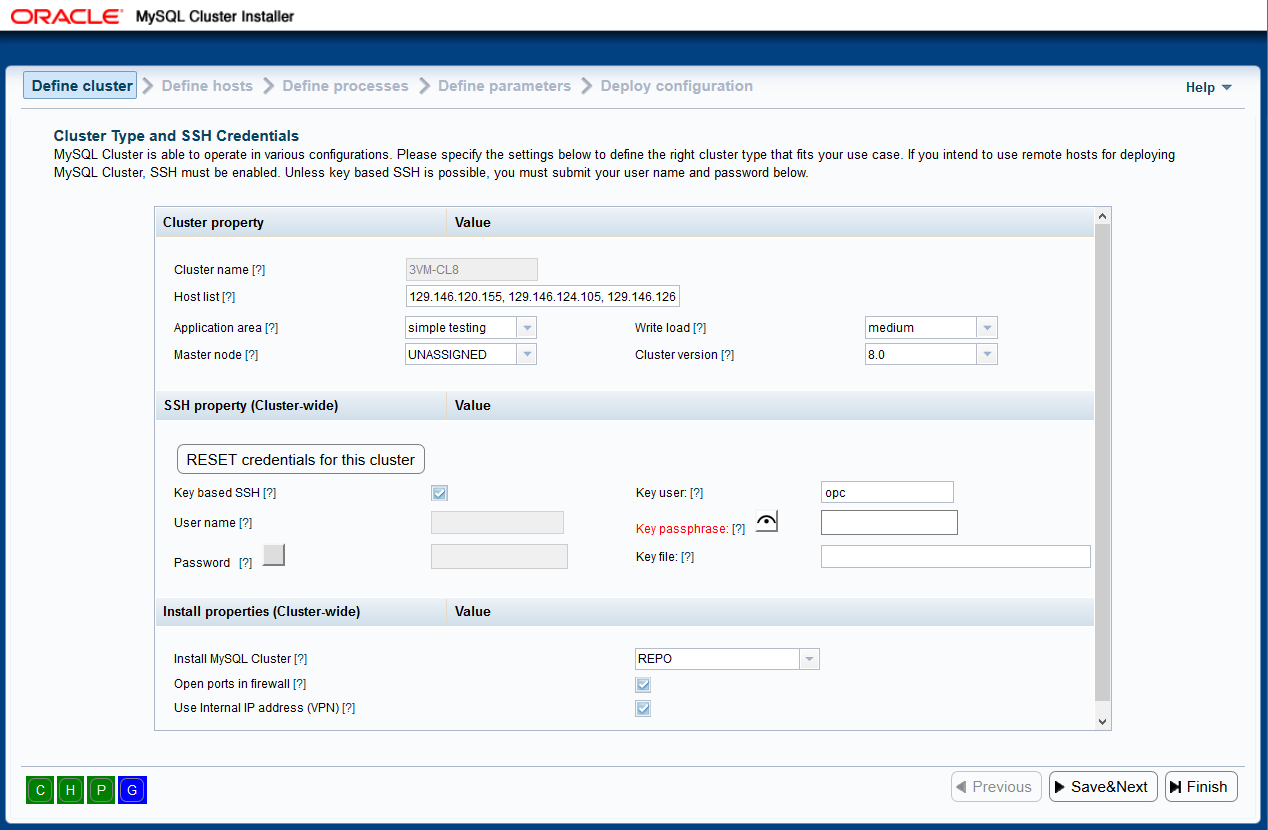 ORACLE MySQL Cluster Installer
Define cluster Define hosts Define processes Define parameters Deploy configuration Help
Cluster Type and SSH Credentials
MySQL Cluster is able to operate in various configurations. Please specify the settings below to define the right cluster type that fits your use case. If you intend to use remote hosts for deploying
MySQL Cluster, SSH must be enabled. Unless key based SSH is possible, you must submit your user name and password below.
Cluster property Value
Cluster name [?] 3VM-CL8
Host list [?] 129.146.120.155, 129.146.124.105, 129.146.126
Application area [?] simple testing Write load [?] medium
Master node [?] UNASSIGNED Cluster version [?] 8.0
SSH property (Cluster-wide) Value
RESET credentials for this cluster
Key based SSH [?] Key user: [?] opc
User name [?] Key passphrase: [?]
Password [?] Key file: [?]
Install properties (Cluster-wide) Value
Install MySQL Cluster [?] REPO
Open ports in firewall [?]
Use Internal IP address (VPN) [?]
C H P G Previous Save&Next Finish